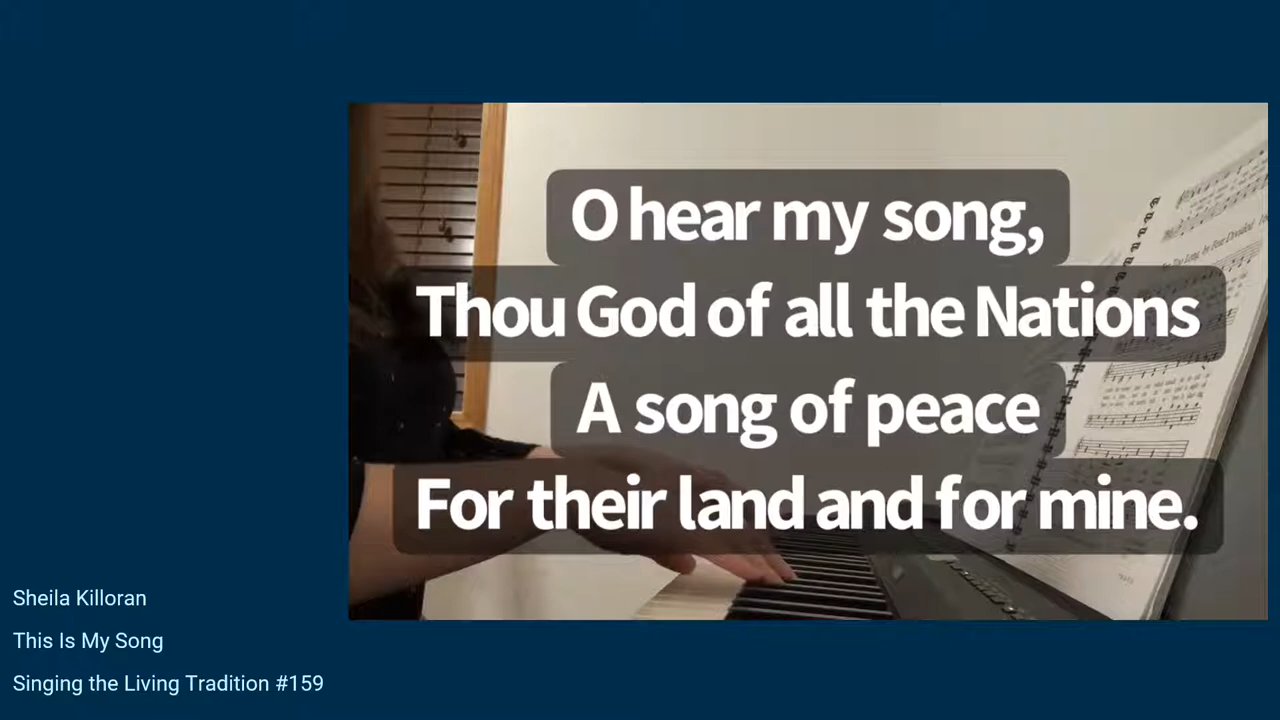 O hear my song,
Thou God of all the Nations
A song of peace
For their land and for mine.
Sheila Killoran
This Is My Song
Singing the Living Tradition #159